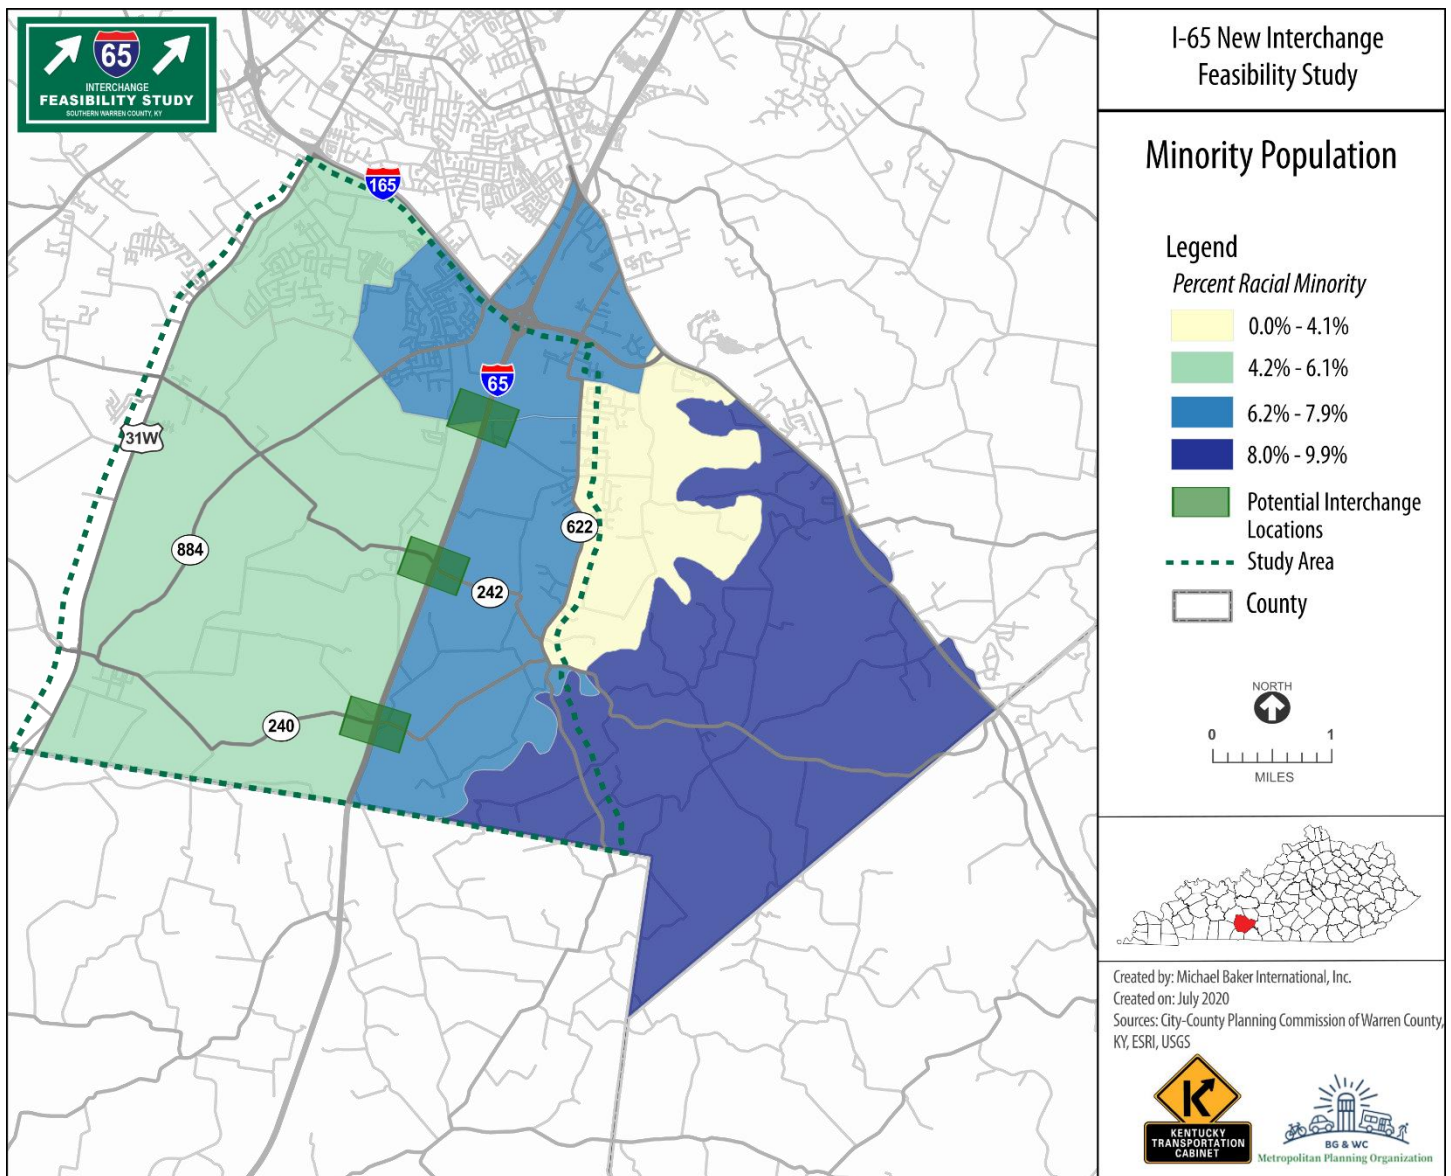 65
INTERCHANGE
FEASIBILITY STUDY
SOUTHERN WARREN COUNTY, KY
165
65
31W
884
622
242
240
I-65 New Interchange
Feasibility Study
Minority Population
Legend
Percent Racial Minority
0.0% - 4.1%
4.2% - 6.1%
6.2% - 7.9%
8.0% - 9.9%
Potential Interchange
Locations
Study Area
County
NORTH
0 1
MILES
Created by: Michael Baker International, Inc.
Created on: July 2020
Sources: City-County Planning Commission of Warren County,
KY, ESRI, USGS
KENTUCKY
TRANSPORTATION
CABINET
BG & WC
Metropolitan Planning Organization